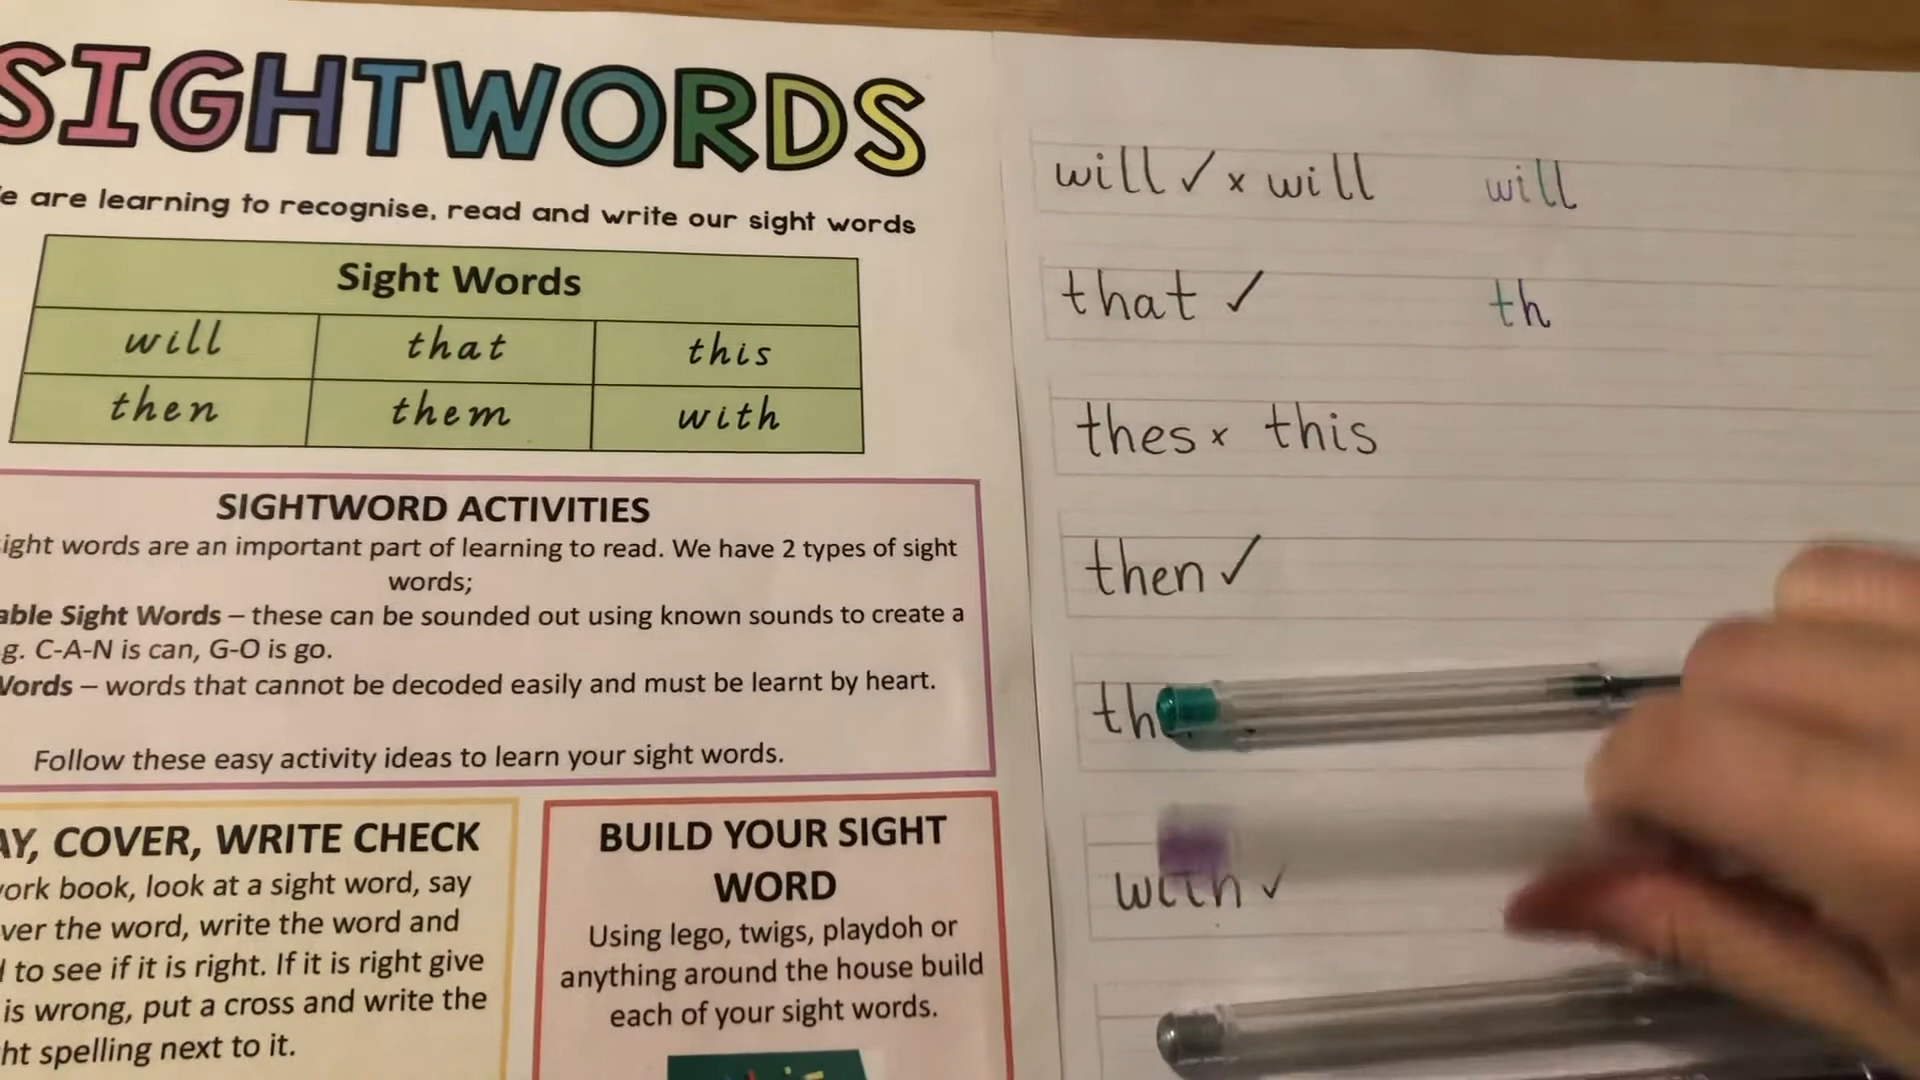 SIGHTWORDS
e are learning to recognise, read and write our sight words
Sight Words
will that this
then them with
SIGHTWORD ACTIVITIES
ight words are an important part of learning to read. We have 2 types of sight
words;
able Sight Words – these can be sounded out using known sounds to create a
g. C-A-N is can, G-O is go.
Words – words that cannot be decoded easily and must be learnt by heart.
Follow these easy activity ideas to learn your sight words.
AY, COVER, WRITE CHECK
ork book, look at a sight word, say
ver the word, write the word and
to see if it is right. If it is right give
is wrong, put a cross and write the
ht spelling next to it.
BUILD YOUR SIGHT
WORD
Using lego, twigs, playdoh or
anything around the house build
each of your sight words.
will ✓ x will will
that ✓ th
thes x this
then ✓
th
with ✓